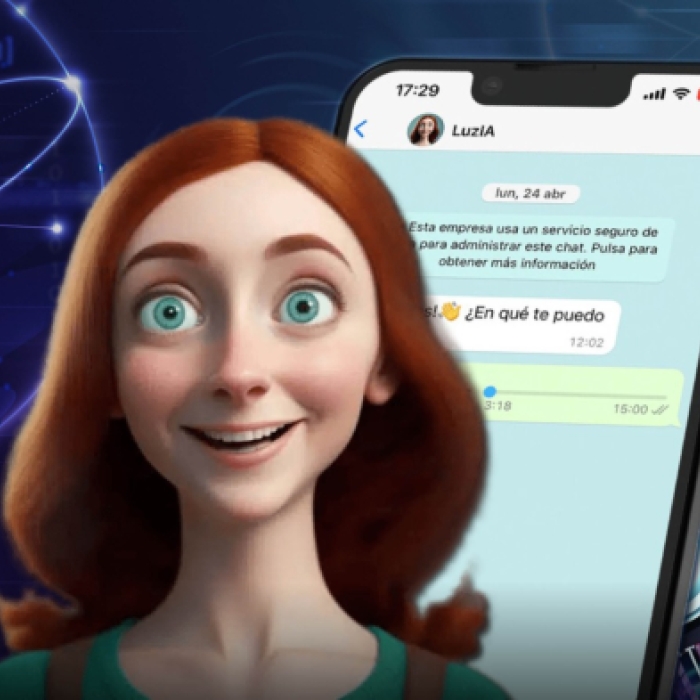 17:29
LuzIA
lun, 24 abr
Esta empresa usa un servicio seguro de
para administrar este chat. Pulsa para
obtener más información
s!👋 ¿En qué te puedo
12:02
3:18 15:00